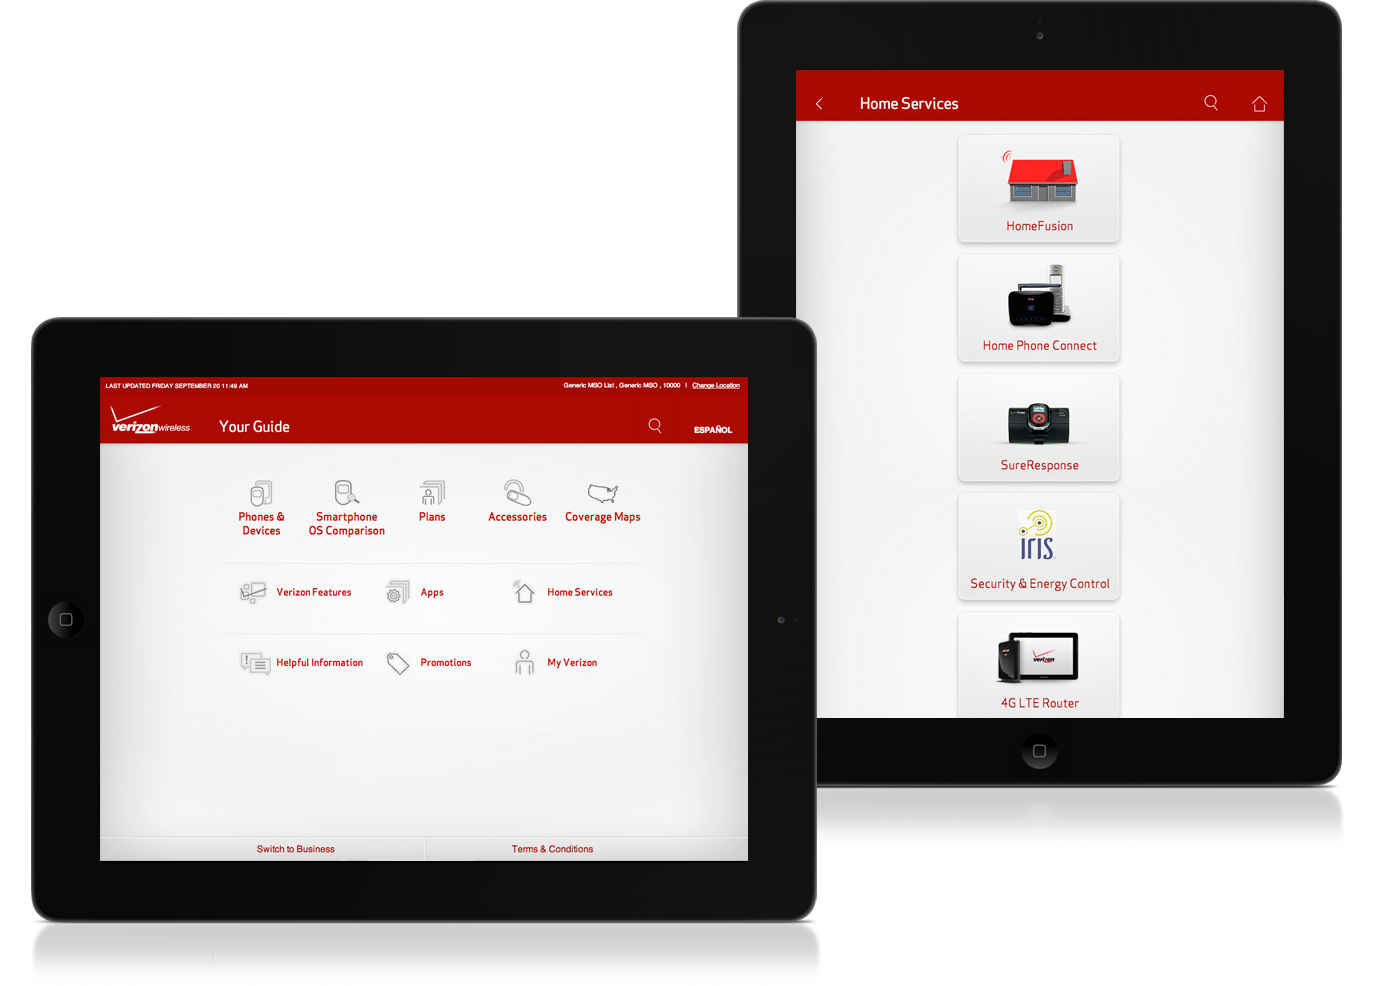 LAST UPDATED FRIDAY SEPTEMBER 20 11:49 AM
Generic MSO List , Generic MSO , 10000 | Change Location
verizonwireless
Your Guide
ESPAÑOL
Phones &
Devices
Smartphone
OS Comparison
Plans
Accessories
Coverage Maps
Verizon Features
Apps
Home Services
Helpful Information
Promotions
My Verizon
Switch to Business
Terms & Conditions
Home Services
HomeFusion
Home Phone Connect
SureResponse
IRIS
Security & Energy Control
verizon
4G LTE Router